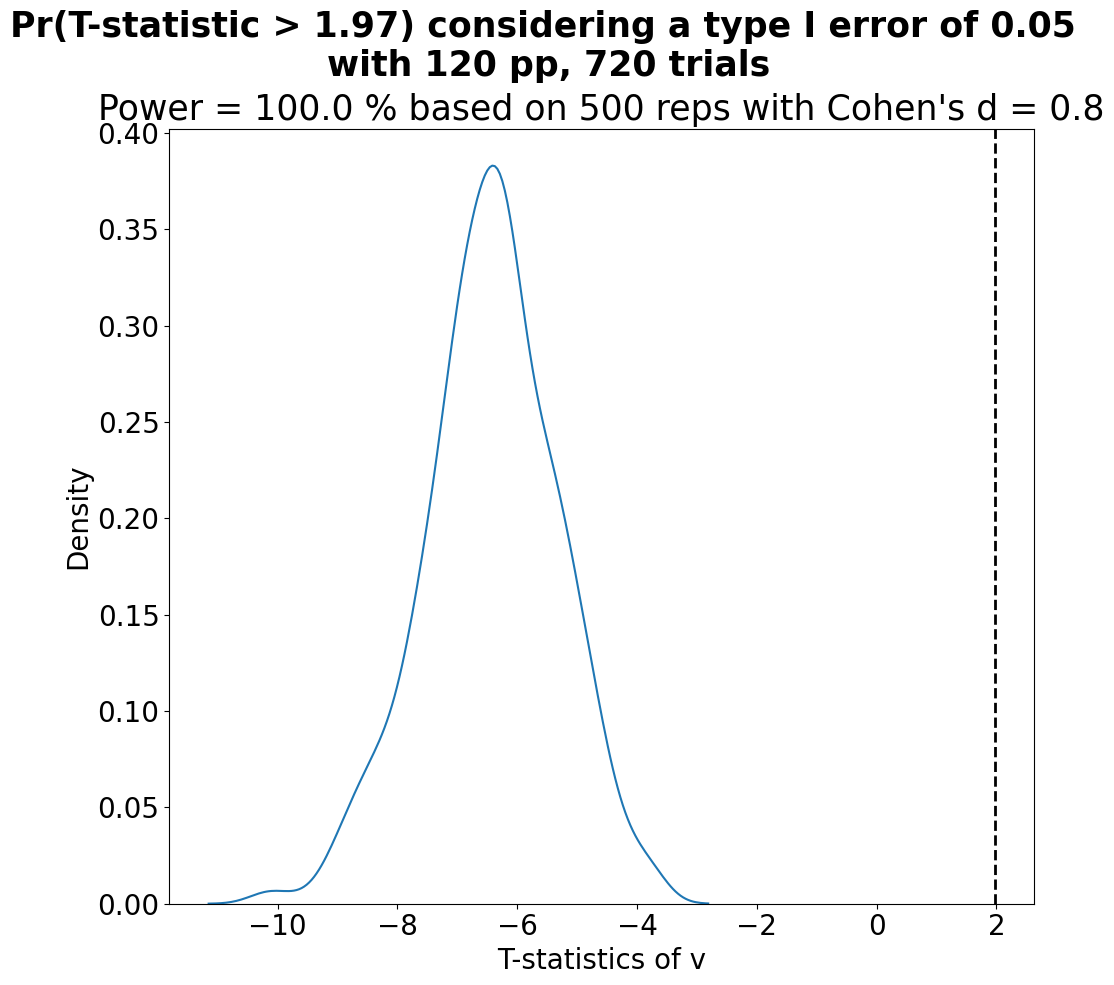 Pr(T-statistic > 1.97) considering a type I error of 0.05
with 120 pp, 720 trials
Power = 100.0 % based on 500 reps with Cohen's d = 0.8
0.40
0.35
0.30
0.25
0.20
0.15
0.10
0.05
0.00
Density
−10 −8 −6 −4 −2 0 2
T-statistics of v